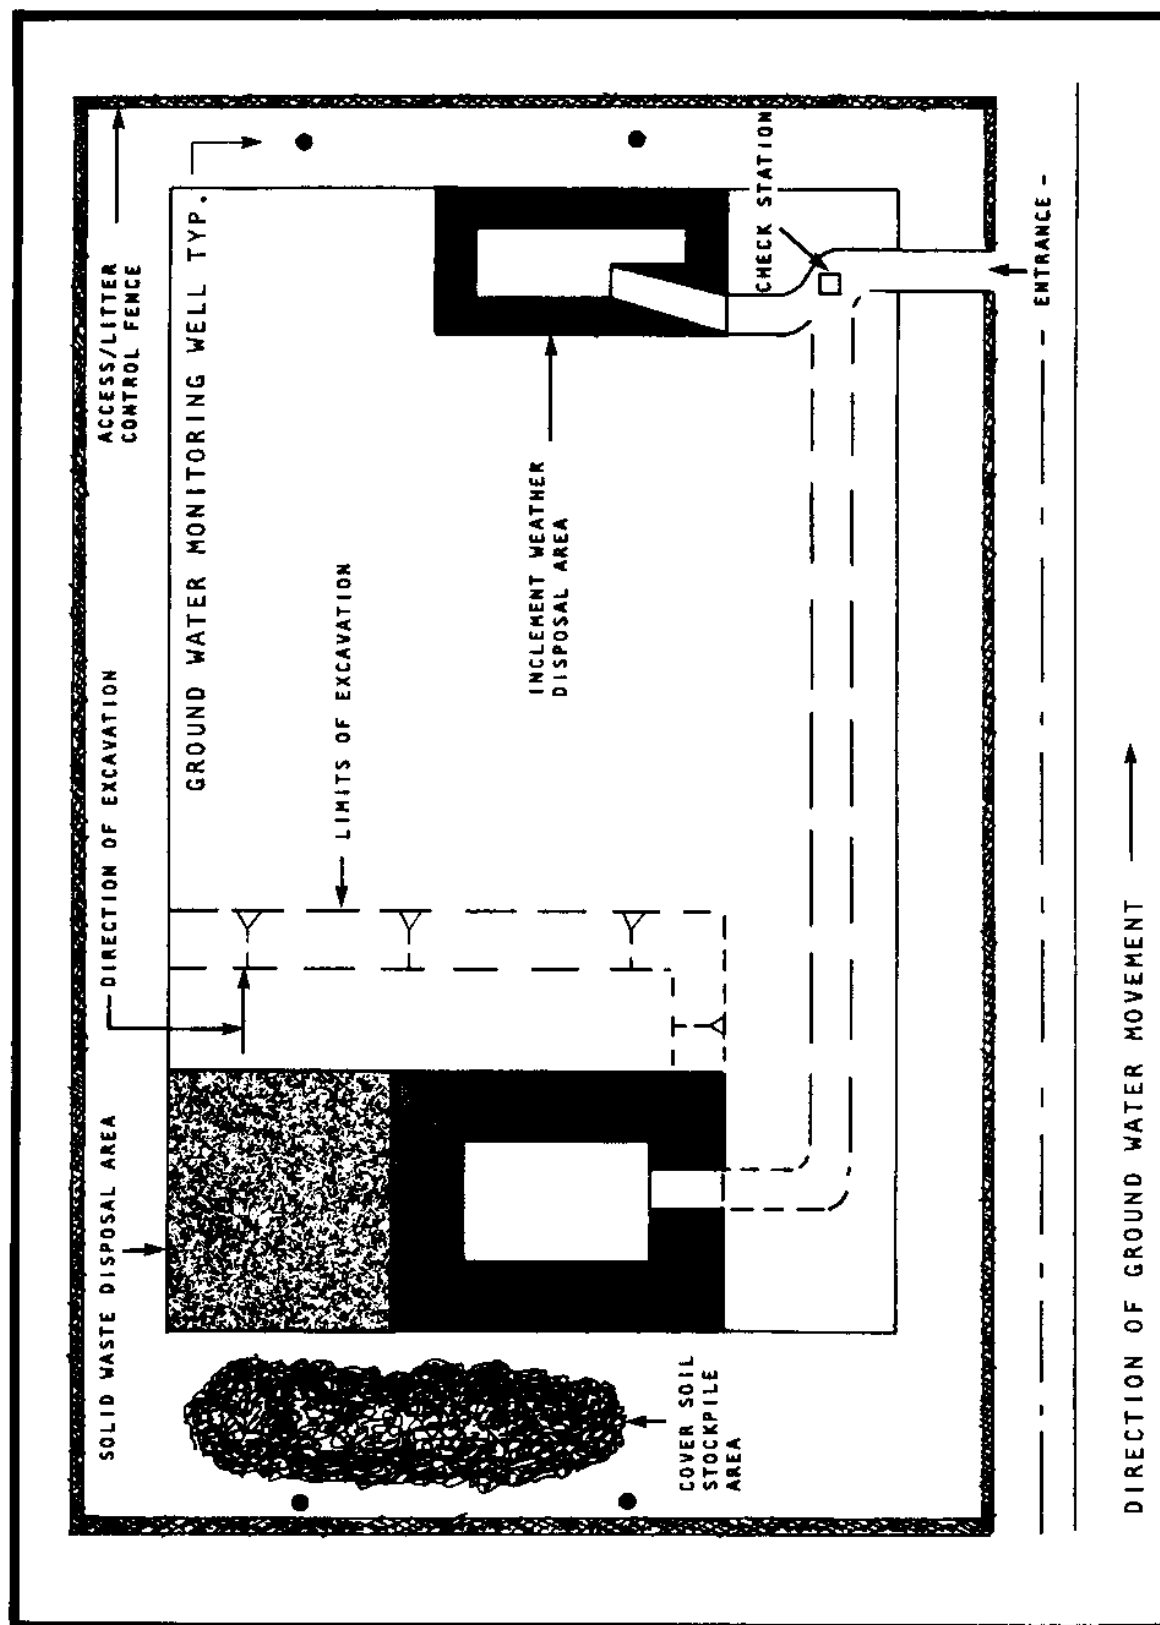 ACCESS/LITTER
CONTROL FENCE
GROUND WATER MONITORING WELL TYP.
CHECK STATION
- ENTRANCE -
INCLEMENT WEATHER
DISPOSAL AREA
LIMITS OF EXCAVATION
DIRECTION OF EXCAVATION
SOLID WASTE DISPOSAL AREA
COVER SOIL
STOCKPILE
AREA
DIRECTION OF GROUND WATER MOVEMENT